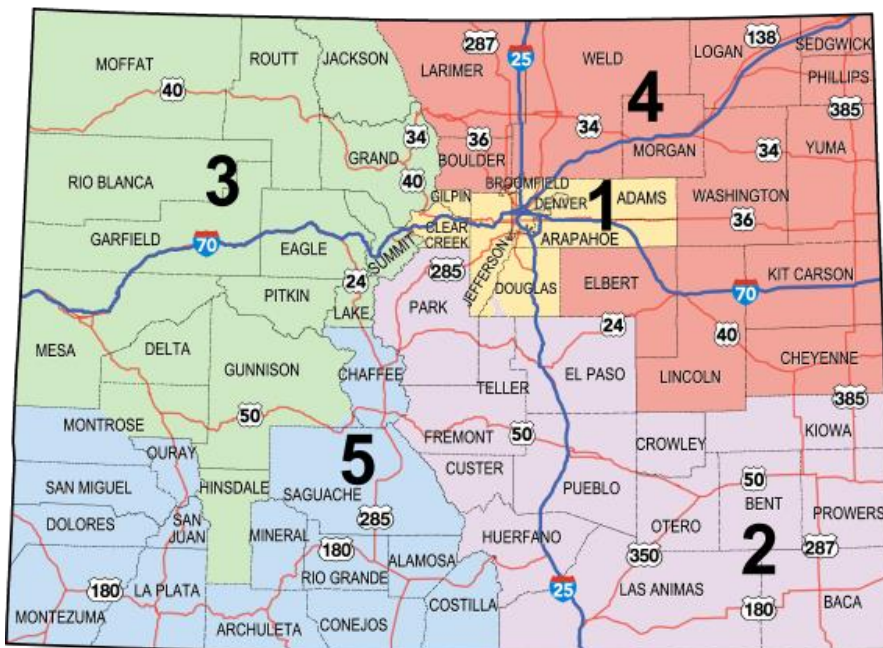 138
287
25
SEDGWICK
LOGAN
ROUTT
JACKSON
WELD
MOFFAT
LARIMER
PHILLIPS
40
4
385
34
36
34
YUMA
GRAND
BOULDER
MORGAN
34
RIO BLANCA
3
40
BROOMFIELD
GILPIN
DENVER
1
ADAMS
WASHINGTON
36
CLEAR
CREEK
GARFIELD
70
EAGLE
SUMMIT
ARAPAHOE
285
JEFFERSON
24
ELBERT
KIT CARSON
PITKIN
DOUGLAS
70
LAKE
PARK
24
40
MESA
DELTA
CHEYENNE
GUNNISON
CHAFFEE
TELLER
EL PASO
LINCOLN
385
50
MONTROSE
KIOWA
FREMONT
50
CROWLEY
OURAY
5
CUSTER
50
SAN MIGUEL
HINSDALE
SAGUACHE
PUEBLO
BENT
PROWERS
DOLORES
SAN
JUAN
285
OTERO
MINERAL
180
HUERFANO
2
287
ALAMOSA
350
RIO GRANDE
180
LA PLATA
25
LAS ANIMAS
COSTILLA
BACA
MONTEZUMA
180
ARCHULETA
CONEJOS